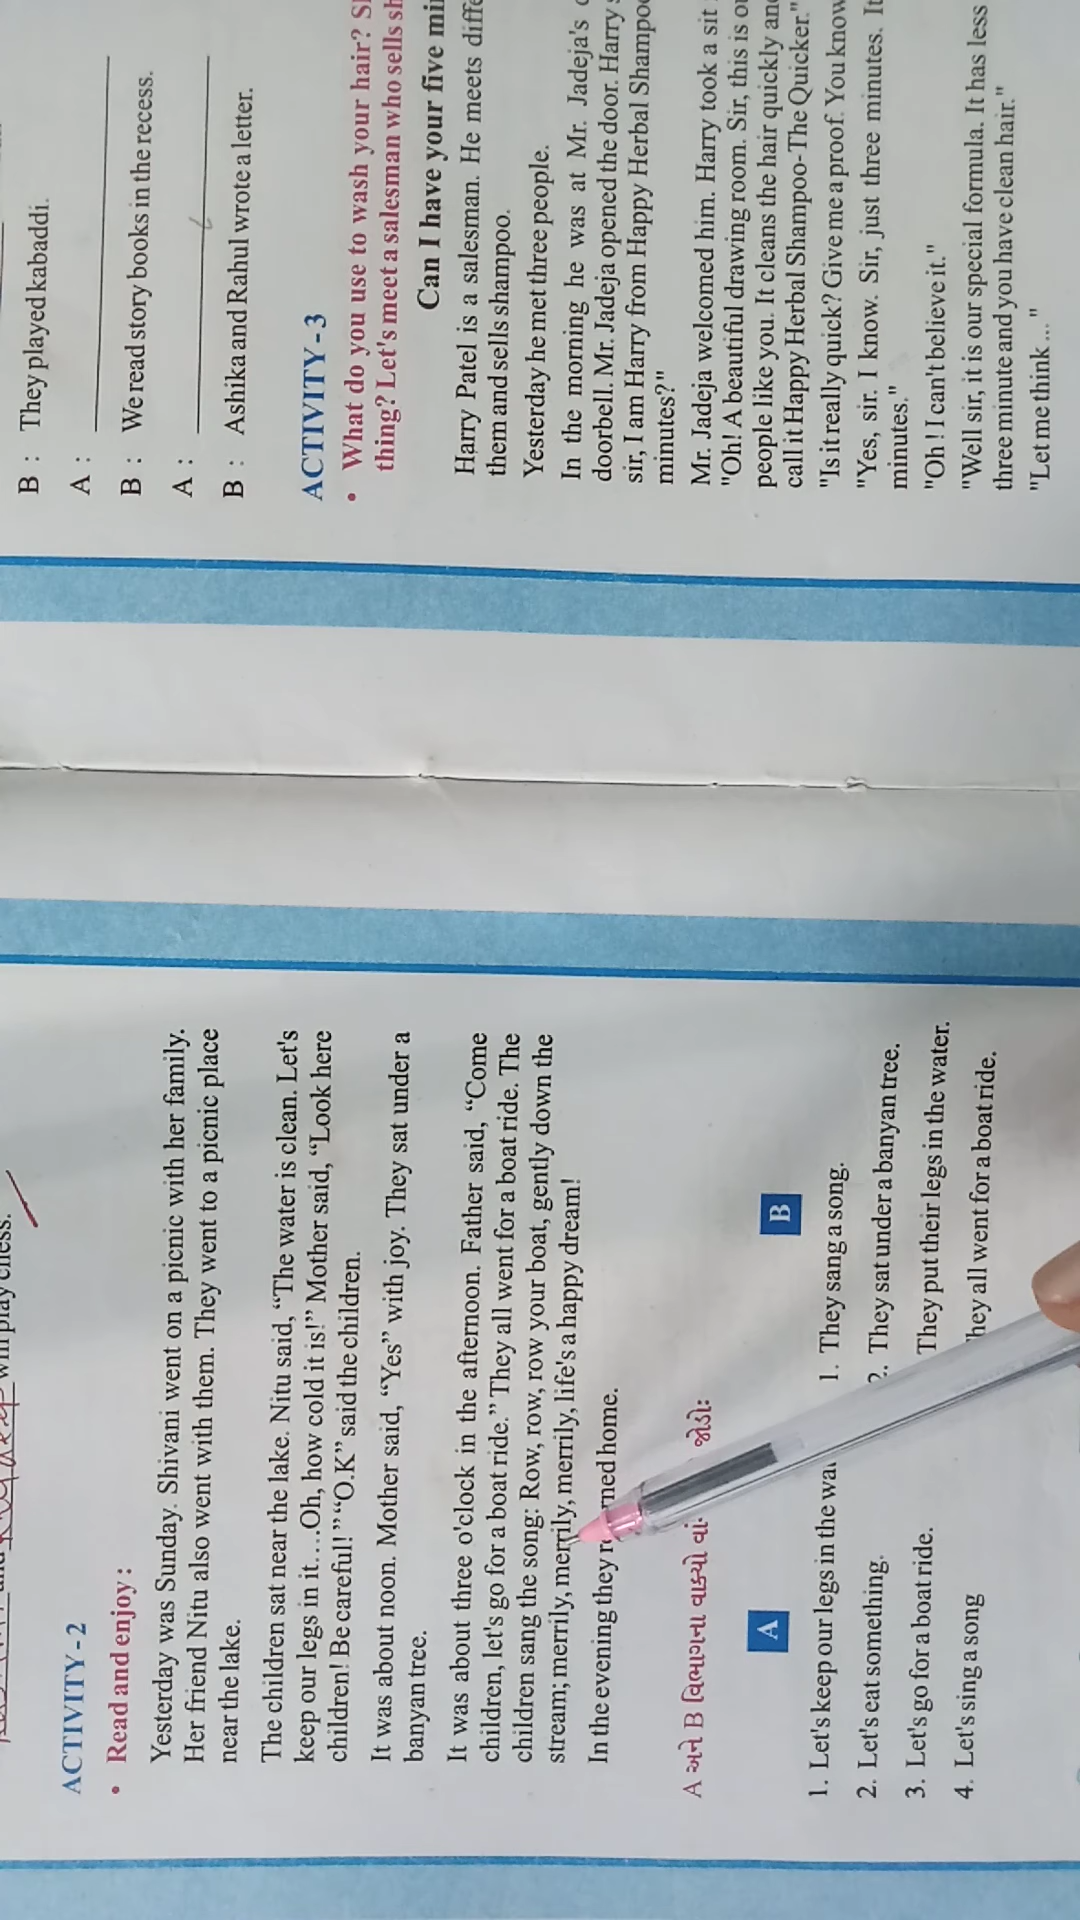 will play chess.
ACTIVITY-2
• Read and enjoy :
Yesterday was Sunday. Shivani went on a picnic with her family.
Her friend Nitu also went with them. They went to a picnic place
near the lake.
The children sat near the lake. Nitu said, “The water is clean. Let's
keep our legs in it....Oh, how cold it is!” Mother said, “Look here
children! Be careful!” “O.K” said the children.
It was about noon. Mother said, “Yes” with joy. They sat under a
banyan tree.
It was about three o'clock in the afternoon. Father said, “Come
children, let's go for a boat ride.” They all went for a boat ride. The
children sang the song: Row, row, row your boat, gently down the
stream; merrily, merrily, merrily, merrily, life's a happy dream!
In the evening they home.
A અને B વિભાગના વાક્યો જોડો:
A B
1. Let's keep our legs in the 1. They sang a song.
2. Let's eat something. 2. They sat under a banyan tree.
3. Let's go for a boat ride. They put their legs in the water.
4. Let's sing a song They all went for a boat ride.
B : They played kabaddi.
A :
B : We read story books in the recess.
A :
B : Ashika and Rahul wrote a letter.
ACTIVITY-3
• What do you use to wash your hair?
thing? Let's meet a salesman who sells
Can I have your five
Harry Patel is a salesman. He meets
them and sells shampoo.
Yesterday he met three people.
In the morning he was at Mr. Jadeja's
doorbell. Mr. Jadeja opened the door. Harry
sir, I am Harry from Happy Herbal
minutes?"
Mr. Jadeja welcomed him. Harry took a sit
"Oh! A beautiful drawing room. Sir, this is
people like you. It cleans the hair quickly
call it Happy Herbal Shampoo-The Quicker."
"Is it really quick? Give me a proof. You know
"Yes, sir. I know. Sir, just three minutes. It
minutes."
"Oh ! I can't believe it."
"Well sir, it is our special formula. It has less
three minute and you have clean hair."
"Let me think ... "